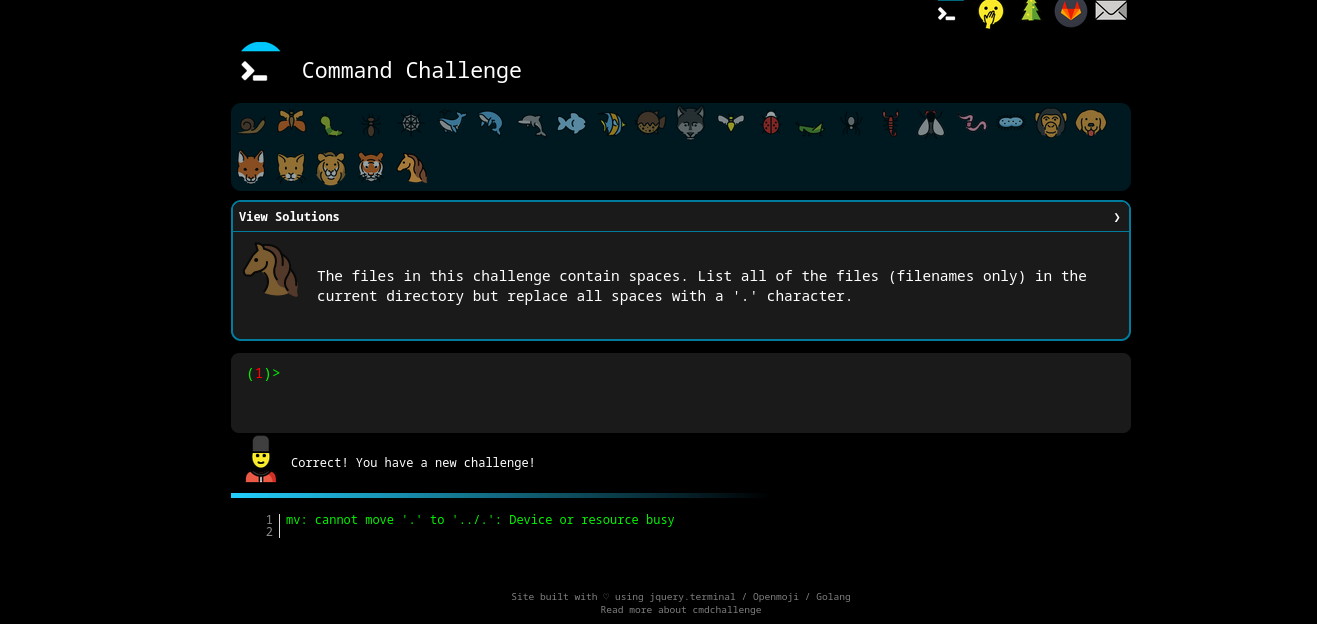 Command Challenge
View Solutions ❯
The files in this challenge contain spaces. List all of the files (filenames only) in the
current directory but replace all spaces with a '.' character.
(1)>
Correct! You have a new challenge!
1 mv: cannot move '.' to '../.': Device or resource busy
2
Site built with ♡ using jquery.terminal / Openmoji / Golang
Read more about cmdchallenge